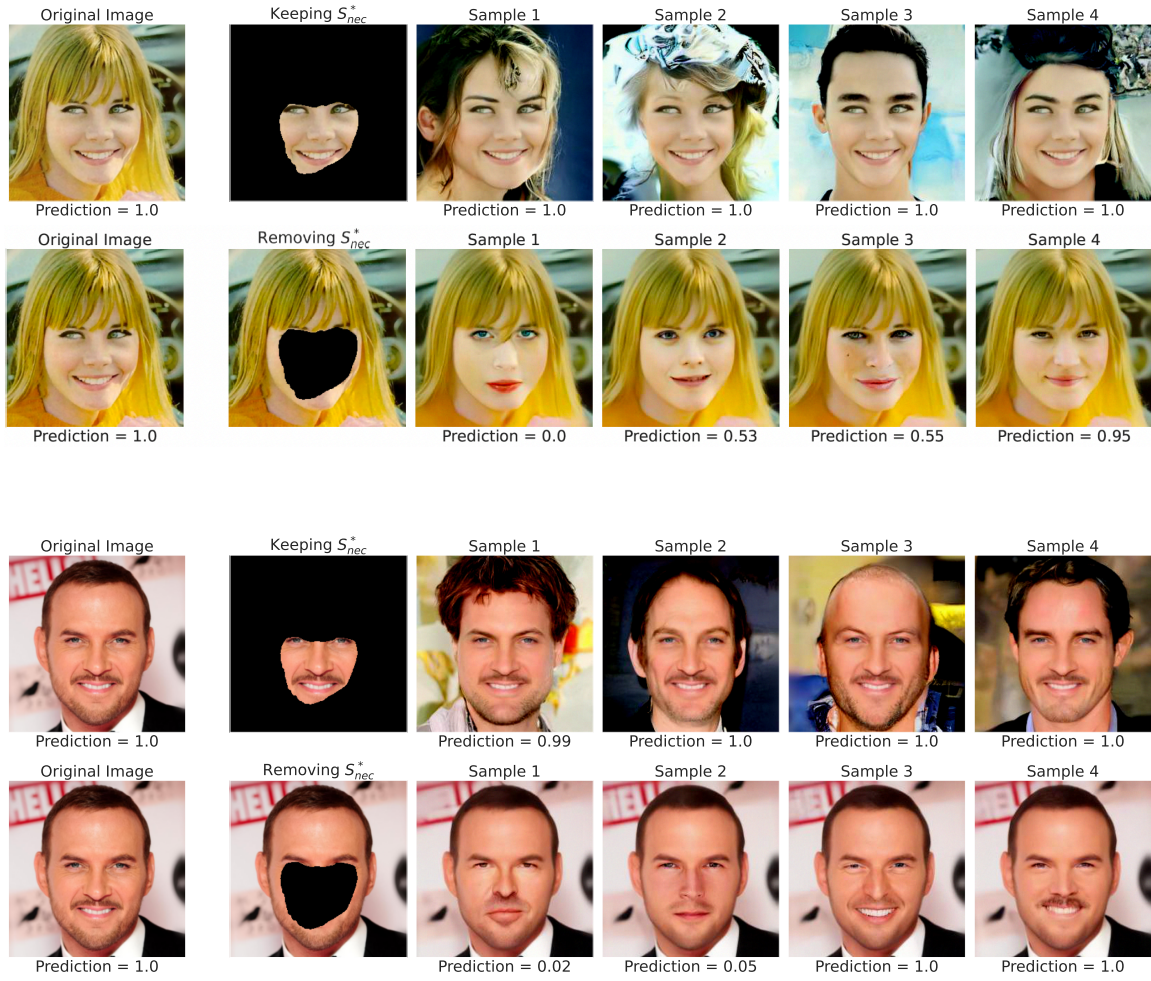 Original Image Keeping S*nec Sample 1 Sample 2 Sample 3 Sample 4
Prediction = 1.0 Prediction = 1.0 Prediction = 1.0 Prediction = 1.0 Prediction = 1.0
Original Image Removing S*nec Sample 1 Sample 2 Sample 3 Sample 4
Prediction = 1.0 Prediction = 0.0 Prediction = 0.53 Prediction = 0.55 Prediction = 0.95
Original Image Keeping S*nec Sample 1 Sample 2 Sample 3 Sample 4
HELL
Prediction = 1.0 Prediction = 0.99 Prediction = 1.0 Prediction = 1.0 Prediction = 1.0
Original Image Removing S*nec Sample 1 Sample 2 Sample 3 Sample 4
HELL HELL
Prediction = 1.0 Prediction = 0.02 Prediction = 0.05 Prediction = 1.0 Prediction = 1.0